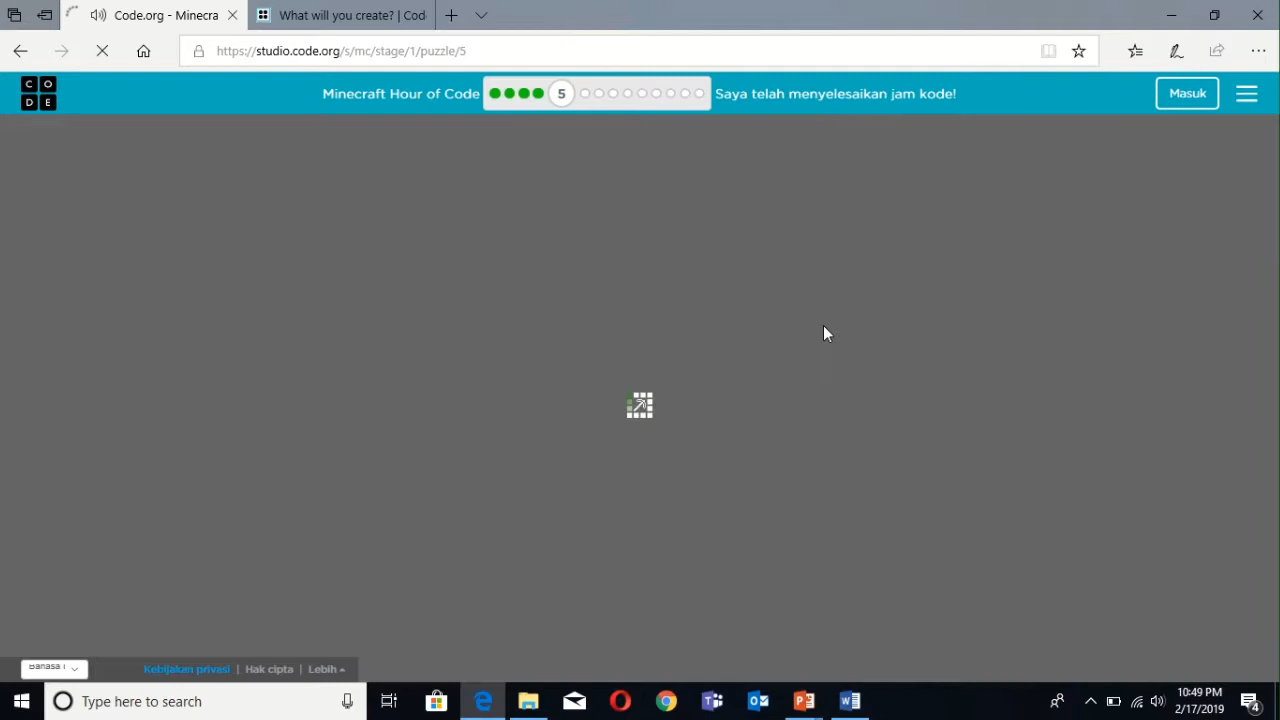 Code.org - Minecra
What will you create? | Cod
https://studio.code.org/s/mc/stage/1/puzzle/5
C O
D E
Minecraft Hour of Code
5
Saya telah menyelesaikan jam kode!
Masuk
Bahasa I
Kebijakan privasi | Hak cipta | Lebih
Type here to search
10:49 PM
2/17/2019
4